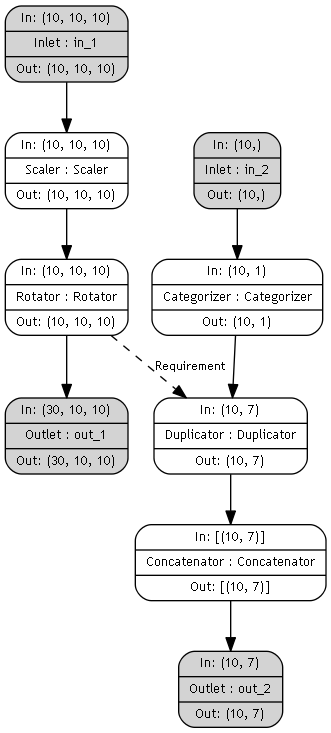 In: (10, 10, 10)
Inlet : in_1
Out: (10, 10, 10)
In: (10, 10, 10)
Scaler : Scaler
Out: (10, 10, 10)
In: (10,)
Inlet : in_2
Out: (10,)
In: (10, 10, 10)
Rotator : Rotator
Out: (10, 10, 10)
In: (10, 1)
Categorizer : Categorizer
Out: (10, 1)
Requirement
In: (30, 10, 10)
Outlet : out_1
Out: (30, 10, 10)
In: (10, 7)
Duplicator : Duplicator
Out: (10, 7)
In: [(10, 7)]
Concatenator : Concatenator
Out: [(10, 7)]
In: (10, 7)
Outlet : out_2
Out: (10, 7)